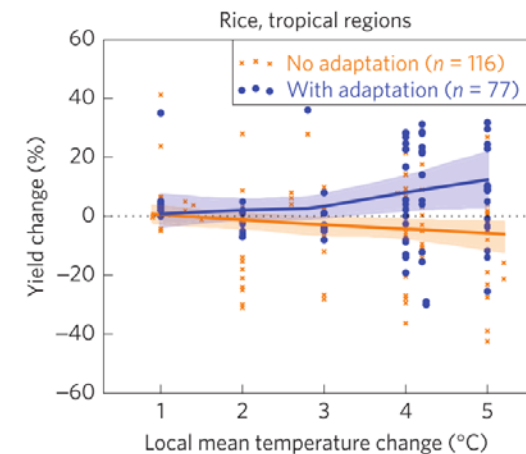 Rice, tropical regions
No adaptation (n = 116)
With adaptation (n = 77)
Yield change (%)
60
40
20
0
−20
−40
−60
1 2 3 4 5
Local mean temperature change (°C)